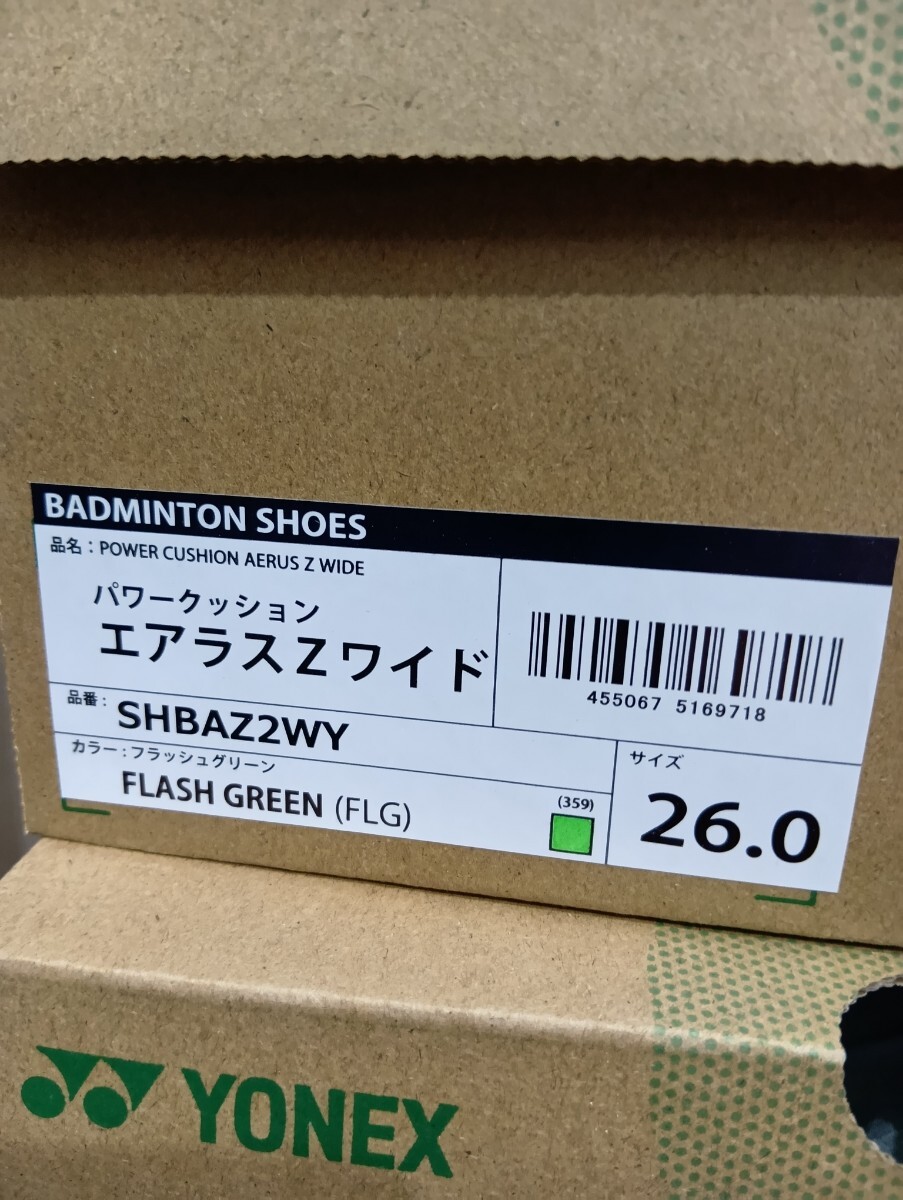 BADMINTON SHOES
品名：POWER CUSHION AERUS Z WIDE
パワークッション
エアラスZワイド
455067 5169718
品番：
SHBAZ2WY
カラー：フラッシュグリーン
FLASH GREEN (FLG)
(359)
サイズ
26.0
YONEX